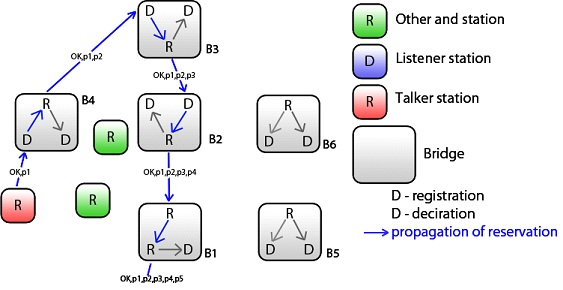 D D
R
B3
OK,p1,p2
OK,p1,p2,p3
R
D D
B4
D D
R
B2
R
OK,p1
R
R
OK,p1,p2,p3,p4
R
D D
B6
R
R D
B1
OK,p1,p2,p3,p4,p5
R
D D
B5
R Other and station
D Listener station
R Talker station
Bridge
D - registration
D - deciration
propagation of reservation